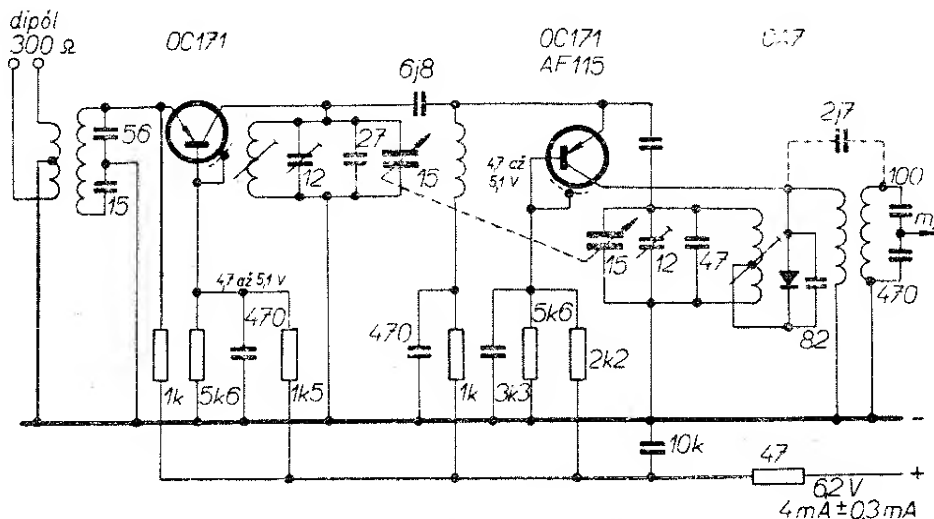 dipól
300 Ω
OC171
6j8
OC171
AF115
2j7
56
15
12
27
15
4,7 až
5,1 V
15
12
47
100
470
82
4,7 až 5,1 V
470
1k
5k6
1k5
470
1k
3k3
5k6
2k2
10k
47
-
+
6,2 V
4 mA ± 0,3 mA